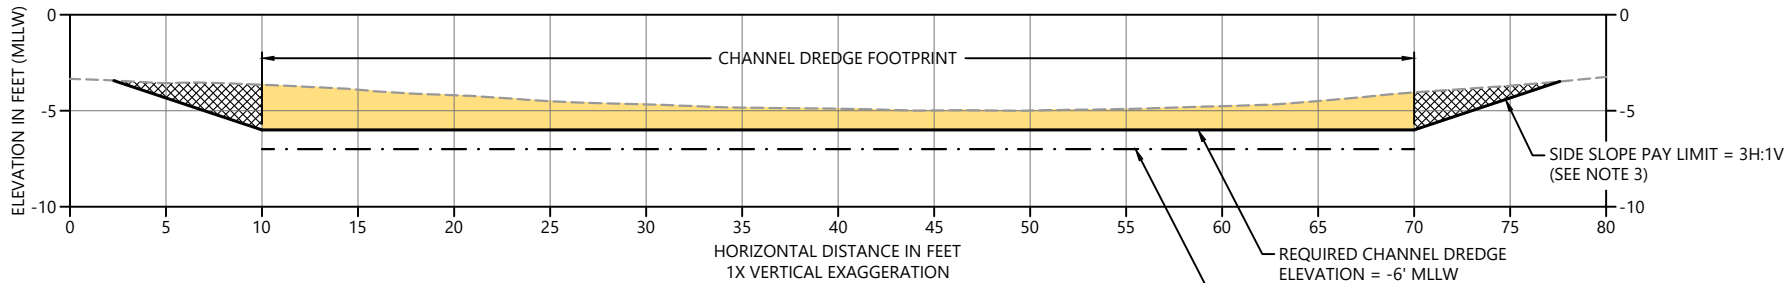 ELEVATION IN FEET (MLLW)
0
-5
-10
CHANNEL DREDGE FOOTPRINT
0
-5
-10
0 5 10 15 20 25 30 35 40 45 50 55 60 65 70 75 80
HORIZONTAL DISTANCE IN FEET
1X VERTICAL EXAGGERATION
SIDE SLOPE PAY LIMIT = 3H:1V
(SEE NOTE 3)
REQUIRED CHANNEL DREDGE
ELEVATION = -6' MLLW